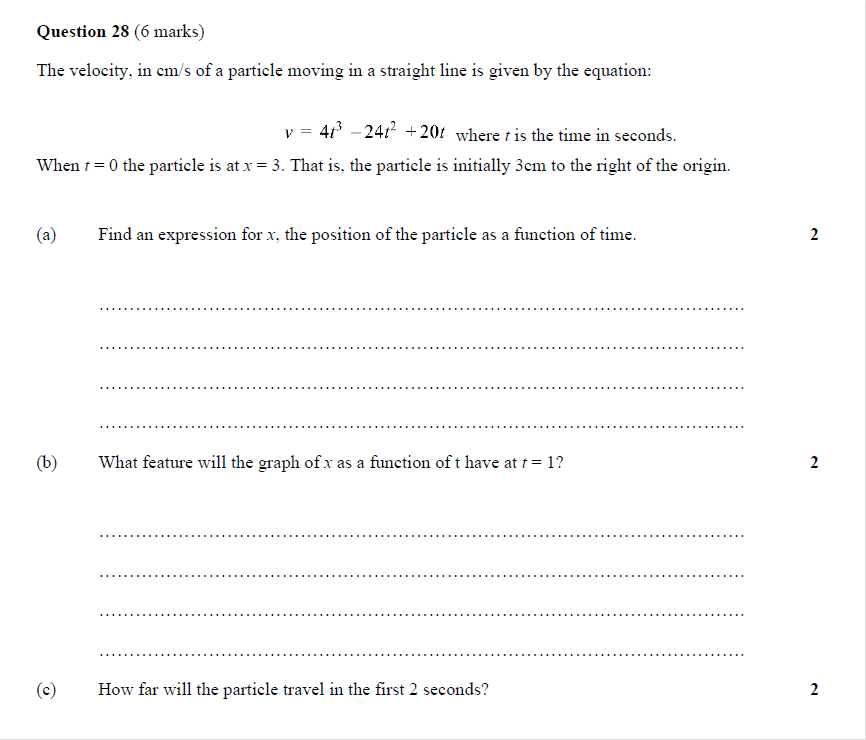 Question 28 (6 marks)
The velocity, in cm/s of a particle moving in a straight line is given by the equation:
v = 4t³ – 24t² + 20t where t is the time in seconds.
When t = 0 the particle is at x = 3. That is, the particle is initially 3cm to the right of the origin.
(a) Find an expression for x, the position of the particle as a function of time. 2
(b) What feature will the graph of x as a function of t have at t = 1? 2
(c) How far will the particle travel in the first 2 seconds? 2